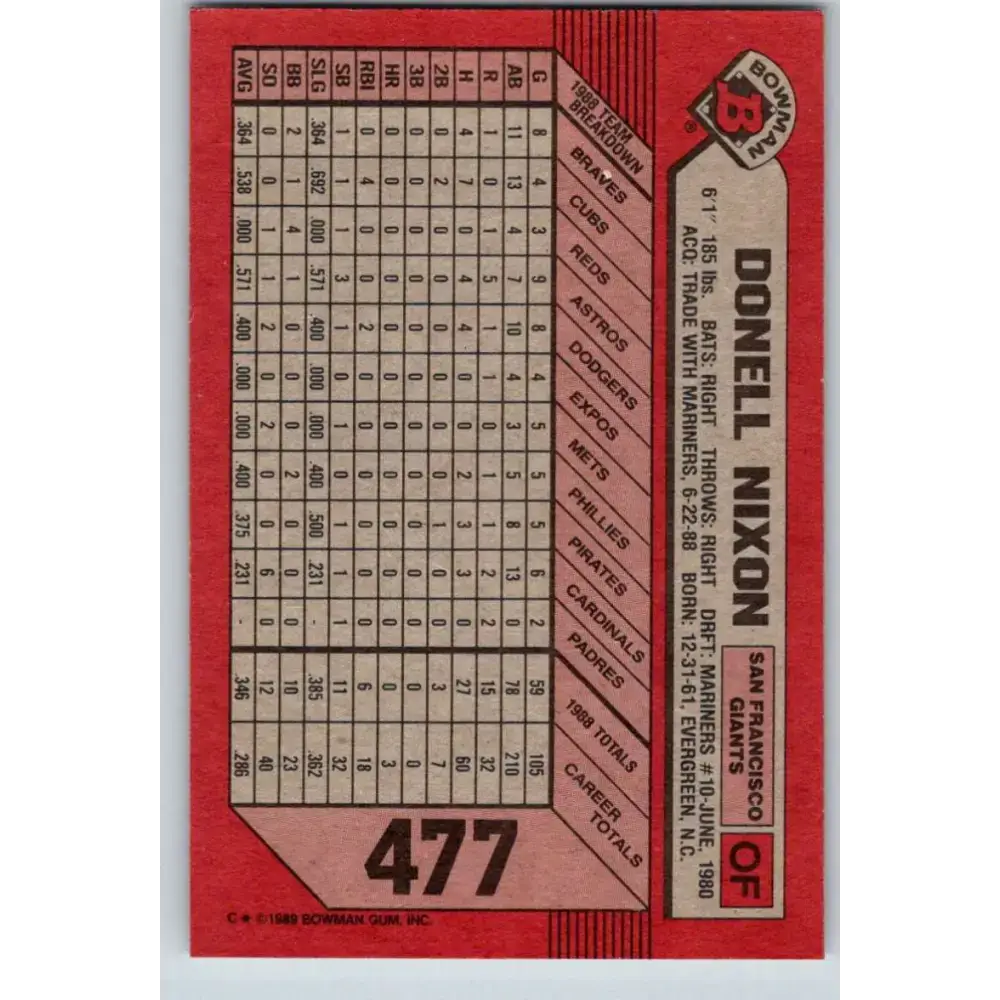 BOWMAN
B
®
DONELL NIXON
SAN FRANCISCO
GIANTS
OF
6'1" 185 lbs. BATS: RIGHT THROWS: RIGHT DRFT: MARINERS #10-JUNE, 1980
ACQ: TRADE WITH MARINERS, 6-22-88 BORN: 12-31-61, EVERGREEN, N.C.
1988 TEAM
BREAKDOWN
BRAVES
CUBS
REDS
ASTROS
DODGERS
EXPOS
METS
PHILLIES
PIRATES
CARDINALS
PADRES
1988 TOTALS
CAREER
TOTALS
G 8 4 3 9 8 4 5 5 5 6 2 59 105
AB 11 13 4 7 10 4 3 5 8 13 0 78 210
R 1 0 1 5 1 1 0 1 1 2 2 15 32
H 4 7 0 4 4 0 0 2 3 3 0 27 60
2B 0 2 0 0 0 0 0 0 1 0 0 3 7
3B 0 0 0 0 0 0 0 0 0 0 0 0 0
HR 0 0 0 0 0 0 0 0 0 0 0 0 3
RBI 0 4 0 0 2 0 0 0 0 0 0 6 18
SB 1 1 0 3 1 0 1 0 1 1 1 11 32
SLG .364 .692 .000 .571 .400 .000 .000 .400 .500 .231 - .385 .362
BB 2 1 4 1 0 0 0 2 0 0 0 10 23
SO 0 0 1 1 2 0 2 0 0 6 0 12 40
AVG .364 .538 .000 .571 .400 .000 .000 .400 .375 .231 - .346 .286
477
C★ ©1989 BOWMAN GUM, INC.